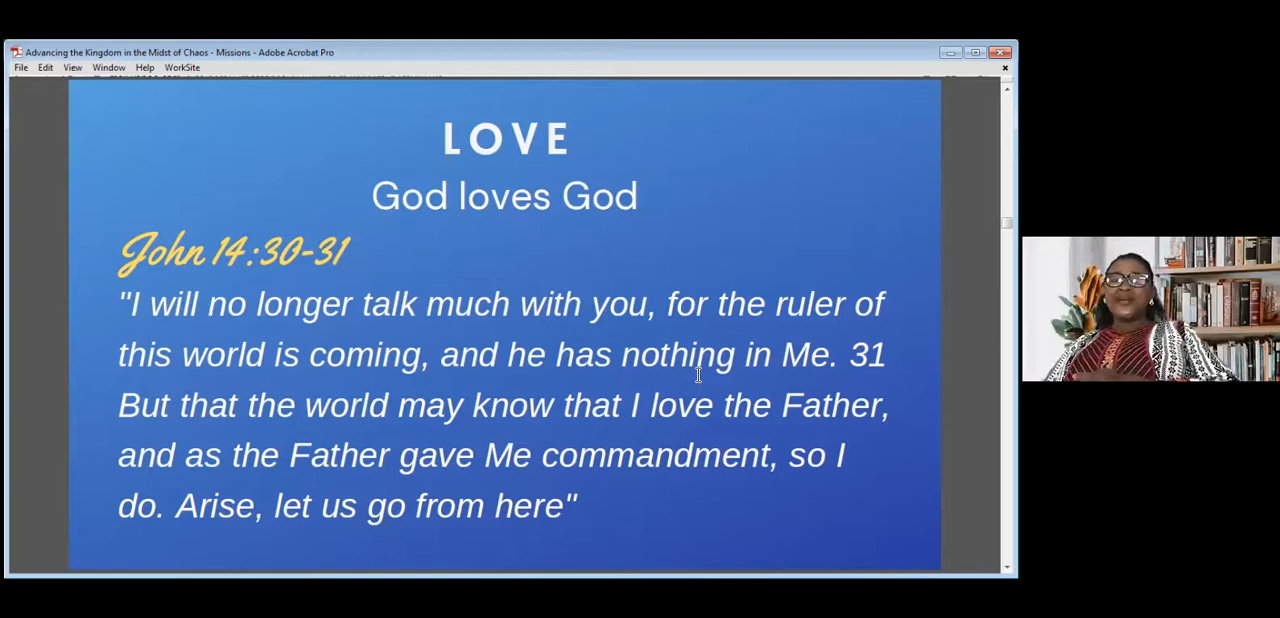 Advancing the Kingdom in the Midst of Chaos - Missions - Adobe Acrobat Pro
File Edit View Window Help WorkSite
LOVE
God loves God
John 14:30-31
"I will no longer talk much with you, for the ruler of
this world is coming, and he has nothing in Me. 31
But that the world may know that I love the Father,
and as the Father gave Me commandment, so I
do. Arise, let us go from here"